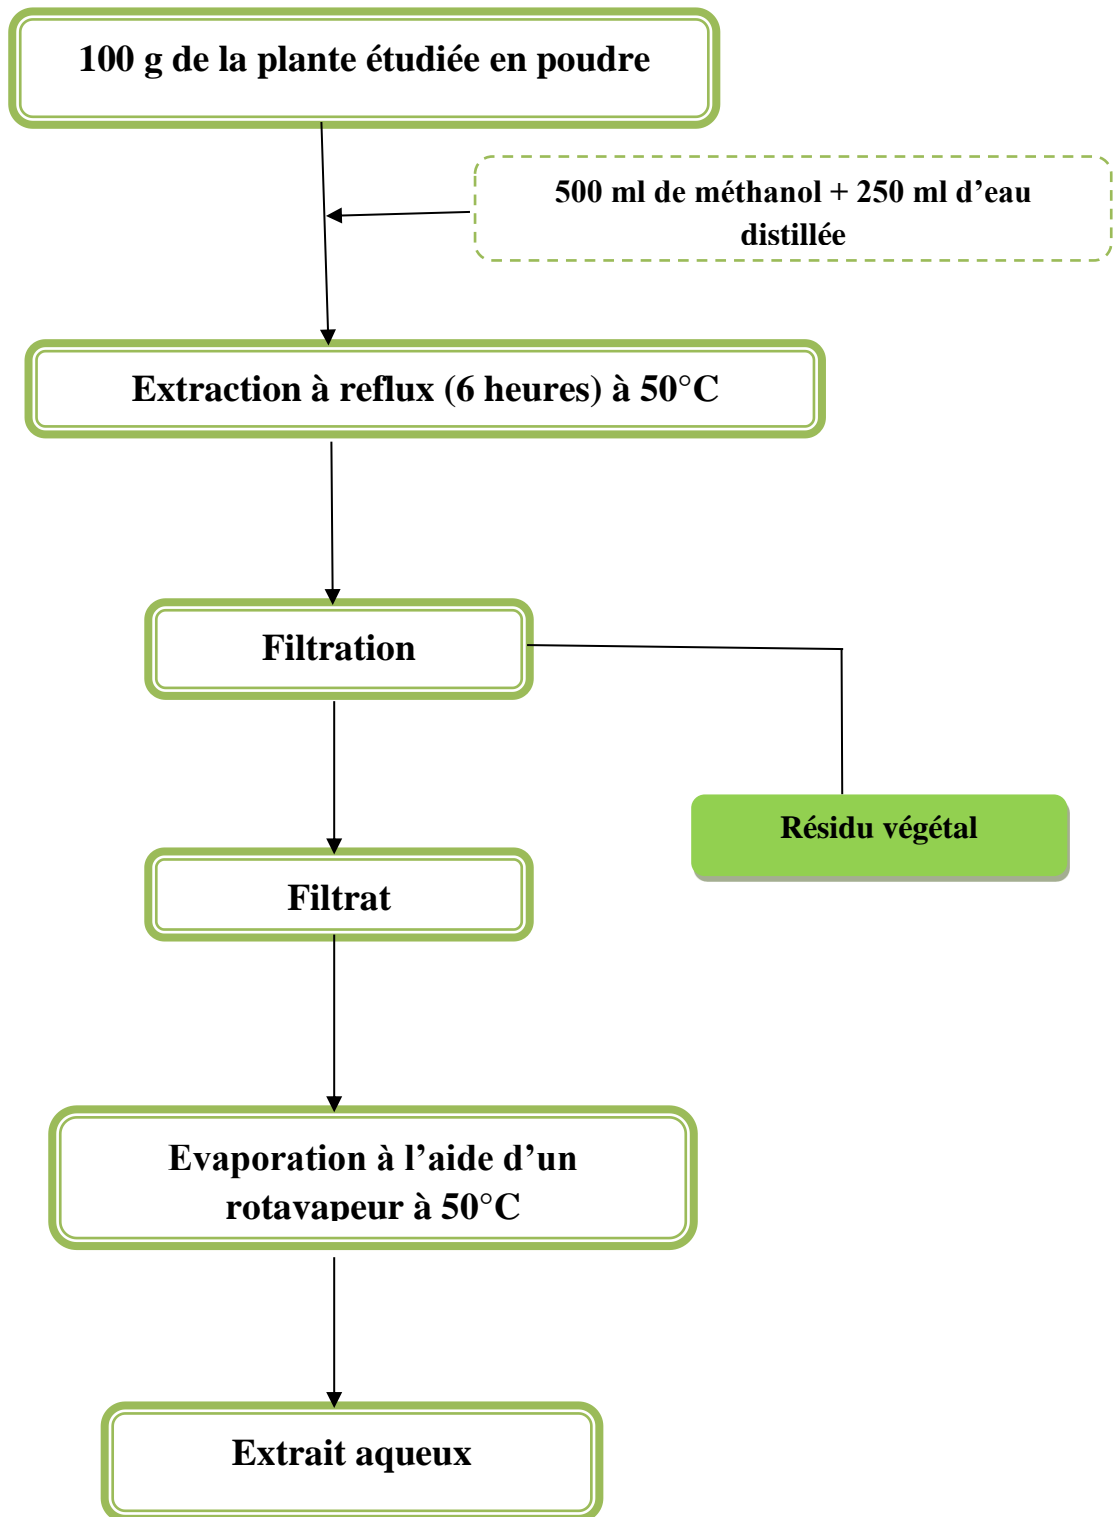 100 g de la plante étudiée en poudre
500 ml de méthanol + 250 ml d’eau
distillée
Extraction à reflux (6 heures) à 50°C
Filtration
Résidu végétal
Filtrat
Evaporation à l’aide d’un
rotavapeur à 50°C
Extrait aqueux